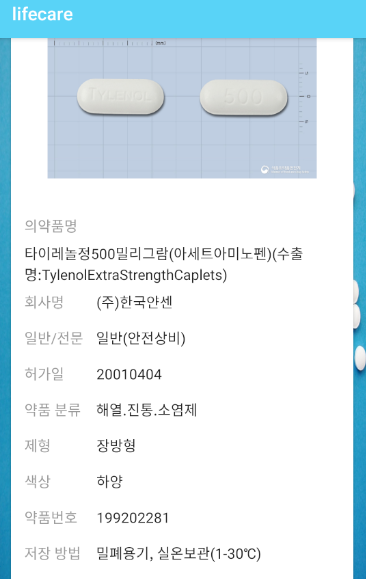 lifecare
(mm)
TYLENOL
500
의약품명
타이레놀정500밀리그람(아세트아미노펜)(수출
명:TylenolExtraStrengthCaplets)
회사명 (주)한국얀센
일반/전문 일반(안전상비)
허가일 20010404
약품 분류 해열.진통.소염제
제형 장방형
색상 하양
약품번호 199202281
저장 방법 밀폐용기, 실온보관(1-30℃)